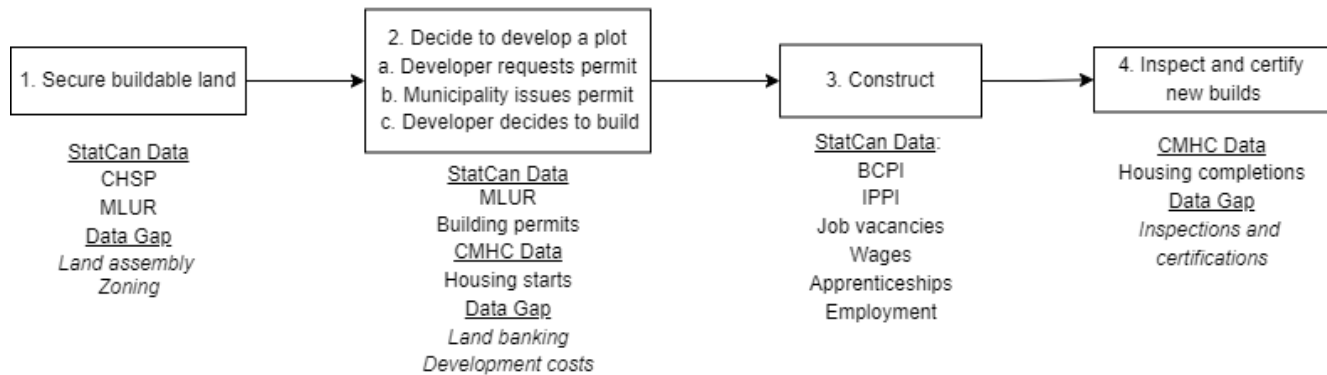 1. Secure buildable land
StatCan Data
CHSP
MLUR
Data Gap
Land assembly
Zoning
2. Decide to develop a plot
a. Developer requests permit
b. Municipality issues permit
c. Developer decides to build
StatCan Data
MLUR
Building permits
CMHC Data
Housing starts
Data Gap
Land banking
Development costs
3. Construct
StatCan Data:
BCPI
IPPI
Job vacancies
Wages
Apprenticeships
Employment
4. Inspect and certify
new builds
CMHC Data
Housing completions
Data Gap
Inspections and
certifications